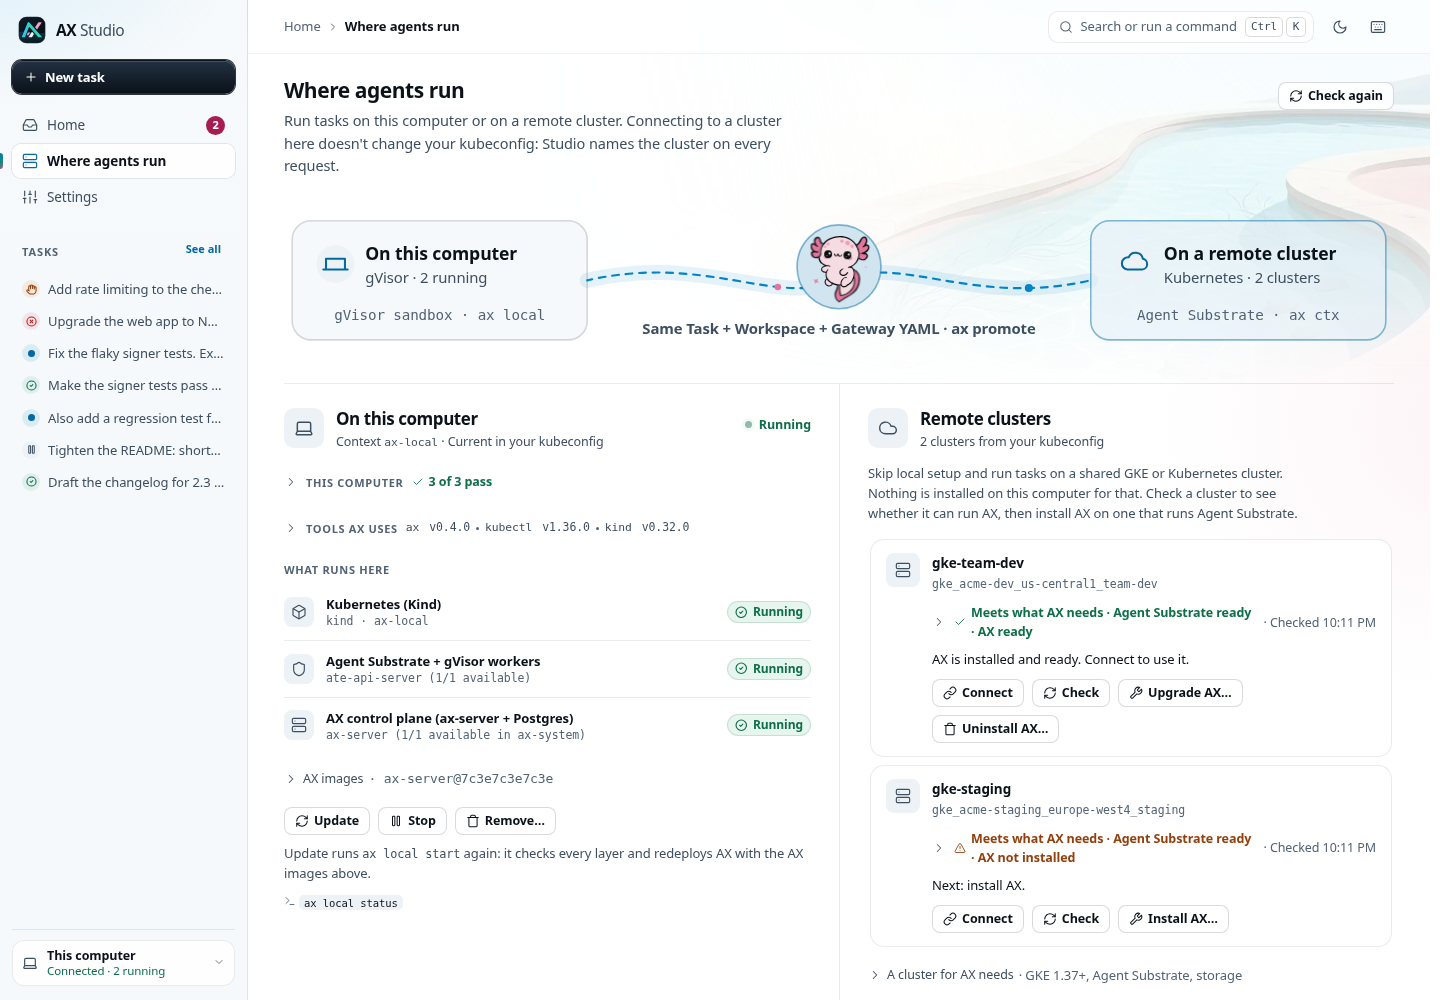 AX Studio
New task
Home 2
Where agents run
Settings
TASKS See all
Add rate limiting to the che...
Upgrade the web app to N...
Fix the flaky signer tests. Ex...
Make the signer tests pass ...
Also add a regression test f...
Tighten the README: short...
Draft the changelog for 2.3 ...
This computer
Connected · 2 running
Home > Where agents run
Search or run a command Ctrl K
Where agents run
Check again
Run tasks on this computer or on a remote cluster. Connecting to a cluster
here doesn't change your kubeconfig: Studio names the cluster on every
request.
On this computer
gVisor · 2 running
gVisor sandbox · ax local
Same Task + Workspace + Gateway YAML · ax promote
On a remote cluster
Kubernetes · 2 clusters
Agent Substrate · ax ctx
On this computer
Context ax-local · Current in your kubeconfig
Running
THIS COMPUTER 3 of 3 pass
TOOLS AX USES ax v0.4.0 • kubectl v1.36.0 • kind v0.32.0
WHAT RUNS HERE
Kubernetes (Kind)
kind · ax-local
Running
Agent Substrate + gVisor workers
ate-api-server (1/1 available)
Running
AX control plane (ax-server + Postgres)
ax-server (1/1 available in ax-system)
Running
AX images · ax-server@7c3e7c3e7c3e
Update Stop Remove...
Update runs ax local start again: it checks every layer and redeploys AX with the AX
images above.
ax local status
Remote clusters
2 clusters from your kubeconfig
Skip local setup and run tasks on a shared GKE or Kubernetes cluster.
Nothing is installed on this computer for that. Check a cluster to see
whether it can run AX, then install AX on one that runs Agent Substrate.
gke-team-dev
gke_acme-dev_us-central1_team-dev
Meets what AX needs · Agent Substrate ready
· AX ready
· Checked 10:11 PM
AX is installed and ready. Connect to use it.
Connect Check Upgrade AX...
Uninstall AX...
gke-staging
gke_acme-staging_europe-west4_staging
Meets what AX needs · Agent Substrate ready
· AX not installed
· Checked 10:11 PM
Next: install AX.
Connect Check Install AX...
A cluster for AX needs · GKE 1.37+, Agent Substrate, storage